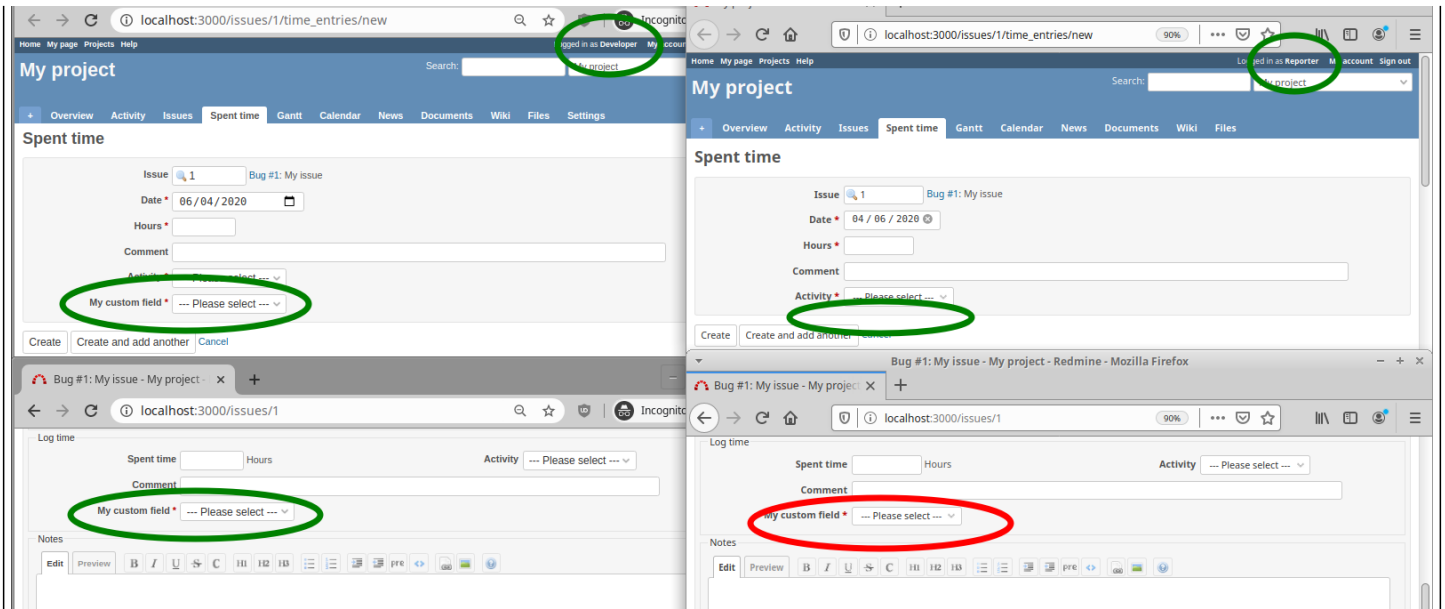 localhost:3000/issues/1/time_entries/new
Incognito
Home My page Projects Help
Logged in as Developer My account
My project
Search:
My project
+ Overview Activity Issues Spent time Gantt Calendar News Documents Wiki Files Settings
Spent time
Issue 1 Bug #1: My issue
Date * 06/04/2020
Hours *
Comment
Activity * --- Please select ---
My custom field * --- Please select ---
Create Create and add another Cancel
Bug #1: My issue - My project -
localhost:3000/issues/1
Incognito
Log time
Spent time Hours Activity --- Please select ---
Comment
My custom field * --- Please select ---
Notes
Edit Preview B I U S C H1 H2 H3 pre
localhost:3000/issues/1/time_entries/new 90%
Home My page Projects Help
Logged in as Reporter My account Sign out
My project
Search:
My project
+ Overview Activity Issues Spent time Gantt Calendar News Documents Wiki Files
Spent time
Issue 1 Bug #1: My issue
Date * 04 / 06 / 2020
Hours *
Comment
Activity * --- Please select ---
Create Create and add another Cancel
Bug #1: My issue - My project - Redmine - Mozilla Firefox
Bug #1: My issue - My project
localhost:3000/issues/1 90%
Log time
Spent time Hours Activity --- Please select ---
Comment
My custom field * --- Please select ---
Notes
Edit Preview B I U S C H1 H2 H3 pre